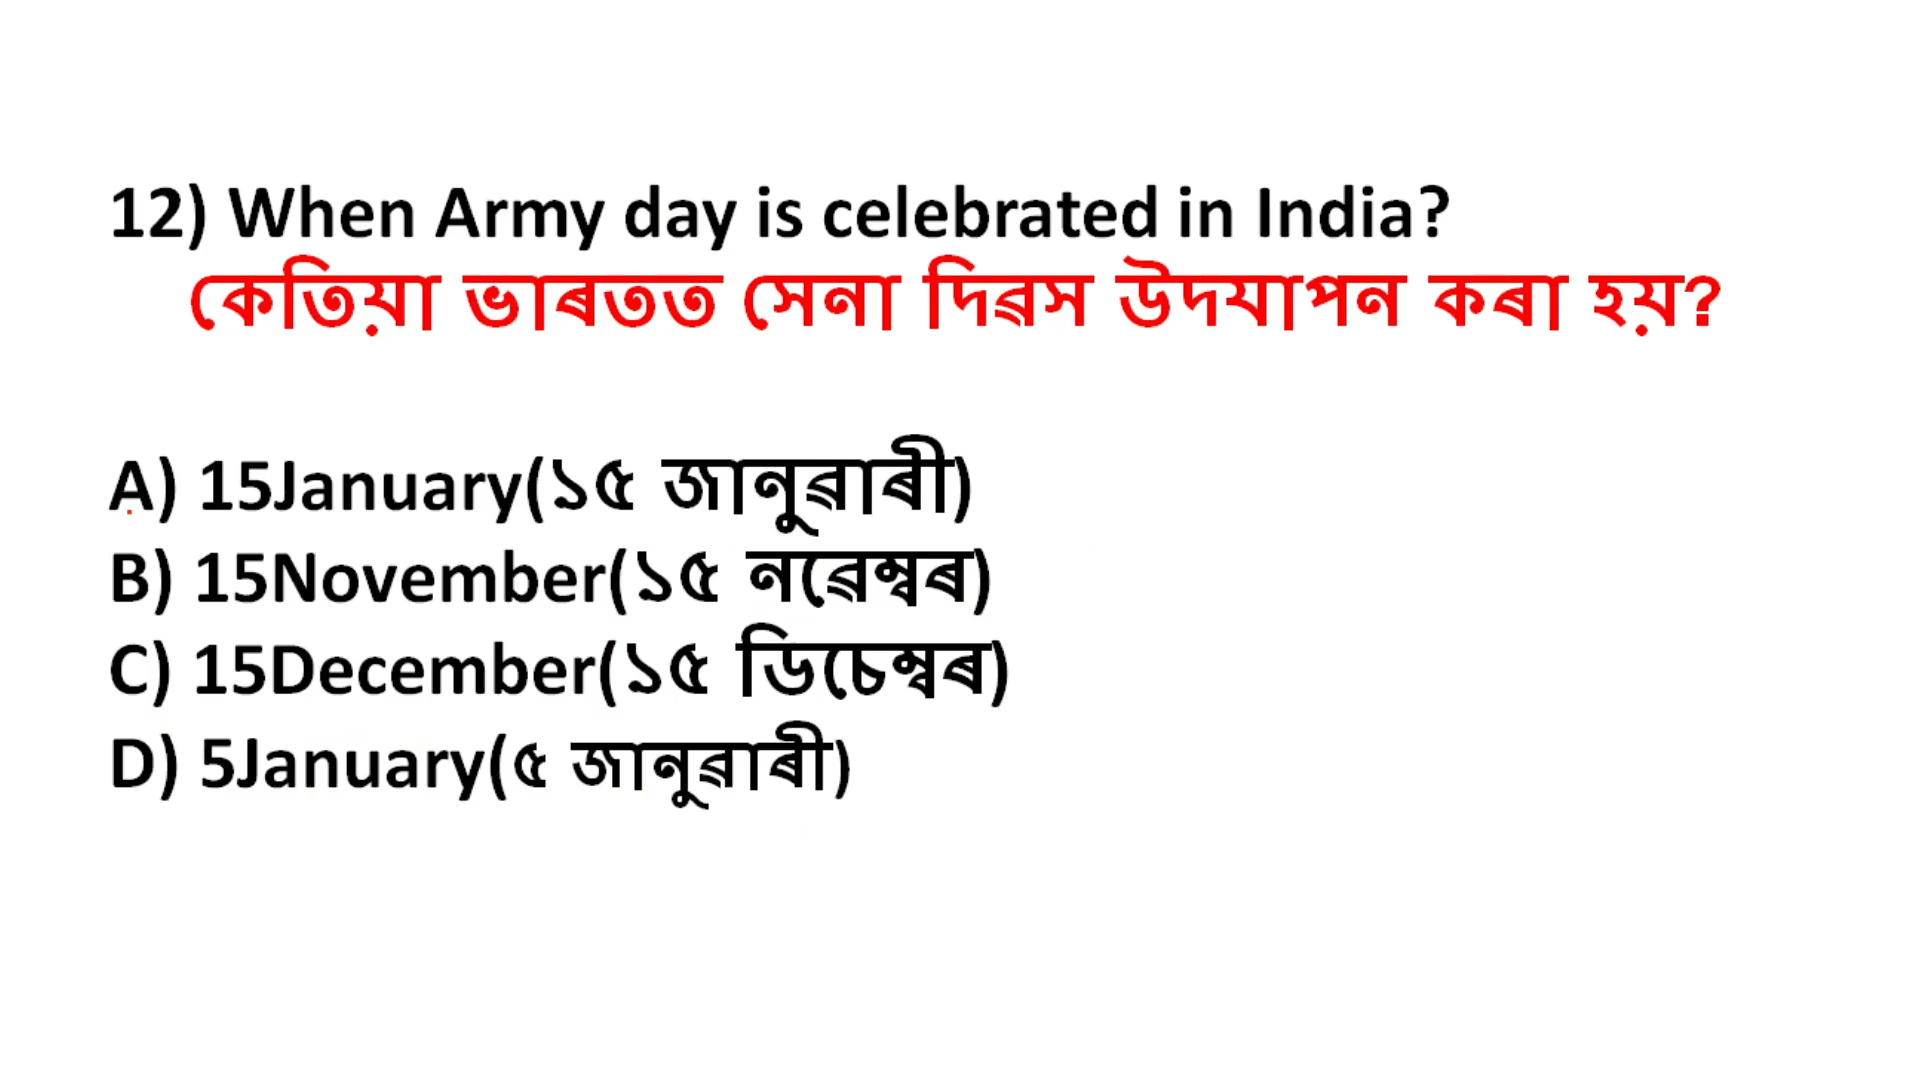 12) When Army day is celebrated in India?
কেতিয়া ভাৰতত সেনা দিৱস উদযাপন কৰা হয়?
A) 15January(১৫ জানুৱাৰী)
B) 15November(১৫ নৱেম্বৰ)
C) 15December(১৫ ডিচেম্বৰ)
D) 5January(৫ জানুৱাৰী)